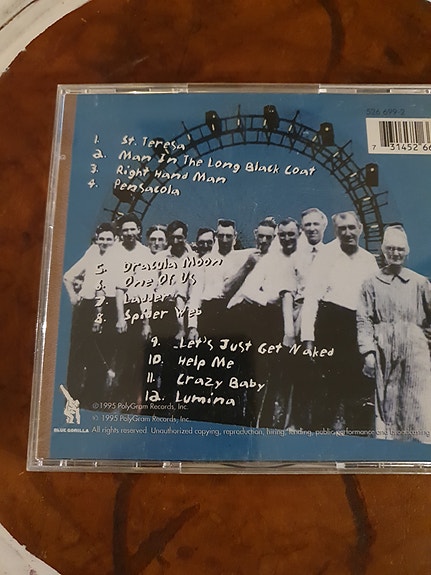 526 699-2
7 31452 66
1. St. Teresa
2. Man In The Long Black Coat
3. Right Hand Man
4. Pensacola
5. Dracula Moon
6. One Of Us
7. Ladder
8. Spider Web
9. Let's Just Get Naked
10. Help Me
11. Crazy Baby
12. Lumina
©1995 PolyGram Records, Inc.
℗ 1995 PolyGram Records, Inc.
BLUE GORILLA
All rights reserved. Unauthorized copying, reproduction, hiring, lending, public performance and broadcasting